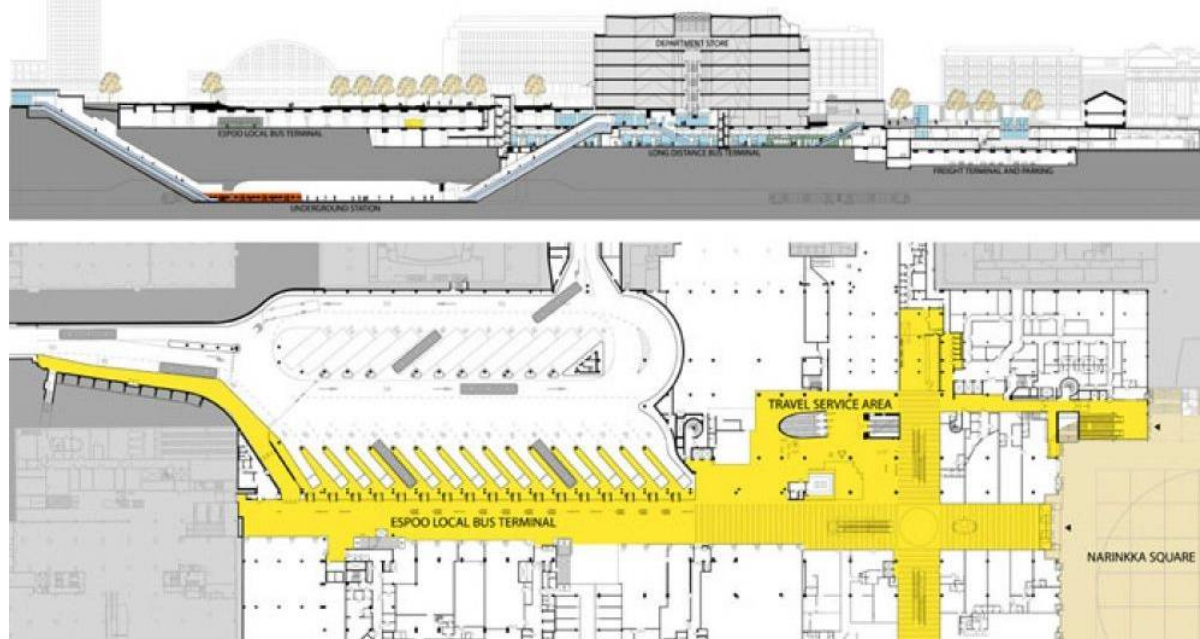 DEPARTMENT STORE
ESPOO LOCAL BUS TERMINAL
LONG DISTANCE BUS TERMINAL
FREIGHT TERMINAL AND PARKING
UNDERGROUND STATION
TRAVEL SERVICE AREA
ESPOO LOCAL BUS TERMINAL
NARINKKA SQUARE